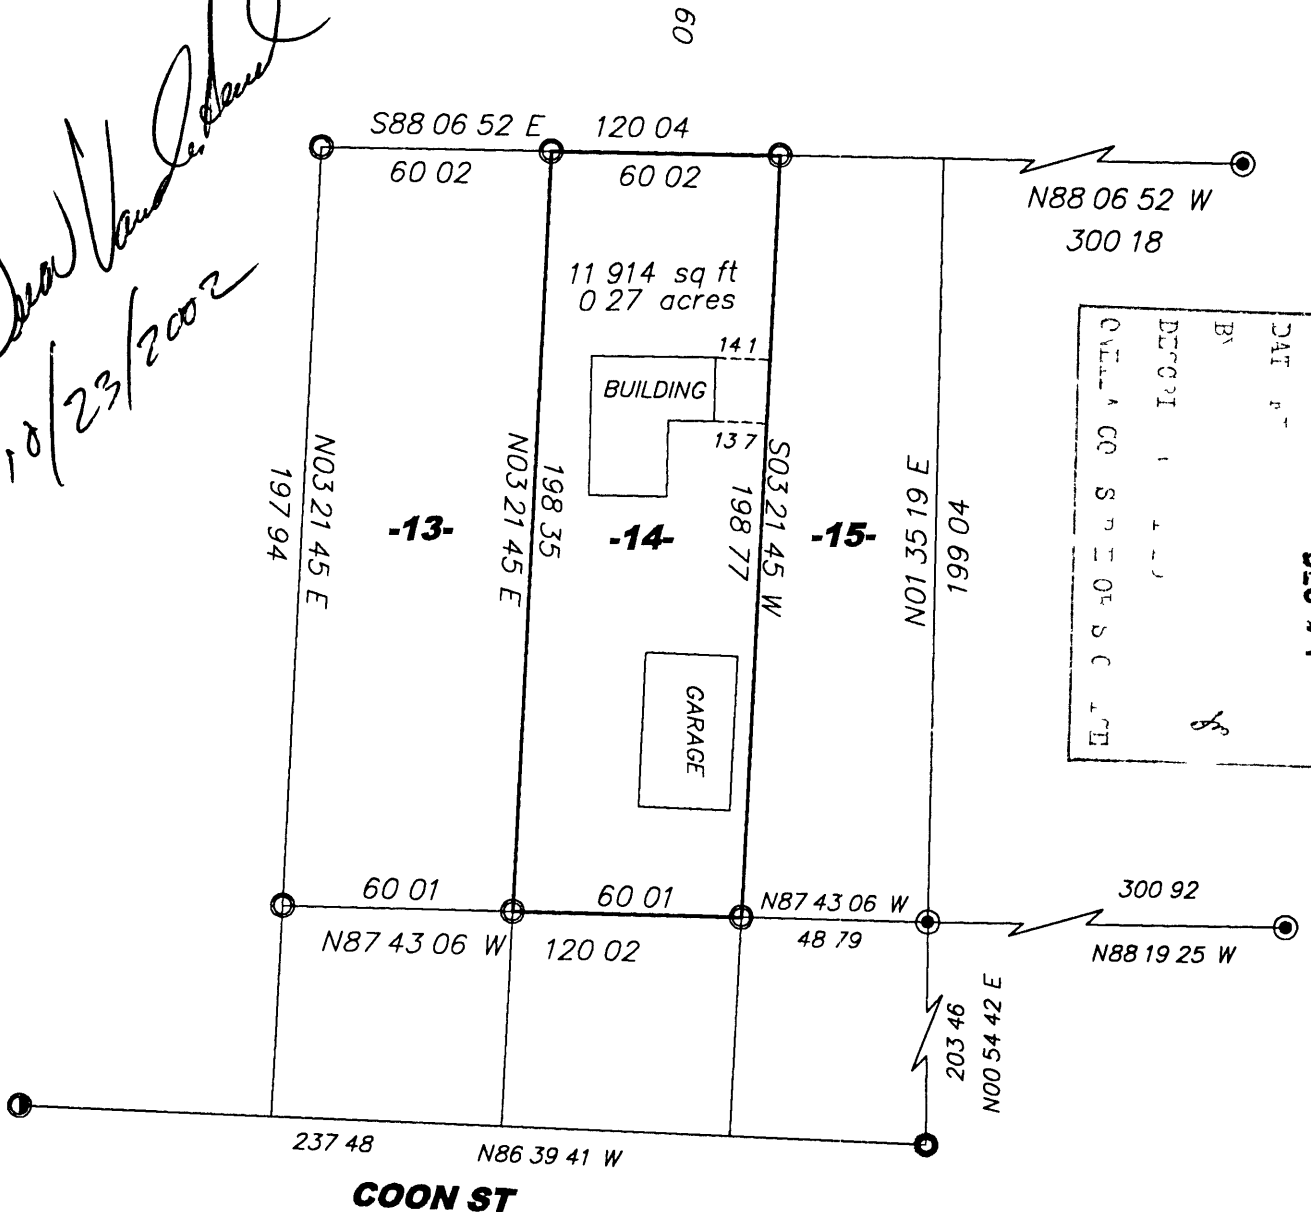 60
S88 06 52 E
120 04
60 02
60 02
N88 06 52 W
300 18
11 914 sq ft
0 27 acres
10/23/2002
14 1
BUILDING
13 7
N03 21 45 E
197 94
-13-
N03 21 45 E
198 35
-14-
S03 21 45 W
198 77
-15-
N01 35 19 E
199 04
GARAGE
60 01
60 01
N87 43 06 W
48 79
300 92
N88 19 25 W
N87 43 06 W
120 02
203 46
N00 54 42 E
237 48
N86 39 41 W
COON ST